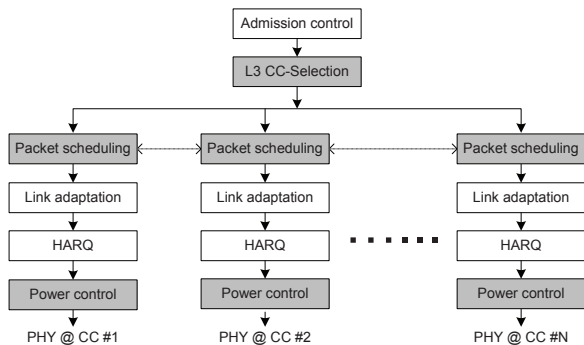 Admission control
L3 CC-Selection
Packet scheduling Packet scheduling Packet scheduling
Link adaptation Link adaptation Link adaptation
HARQ HARQ HARQ
Power control Power control Power control
PHY @ CC #1 PHY @ CC #2 PHY @ CC #N